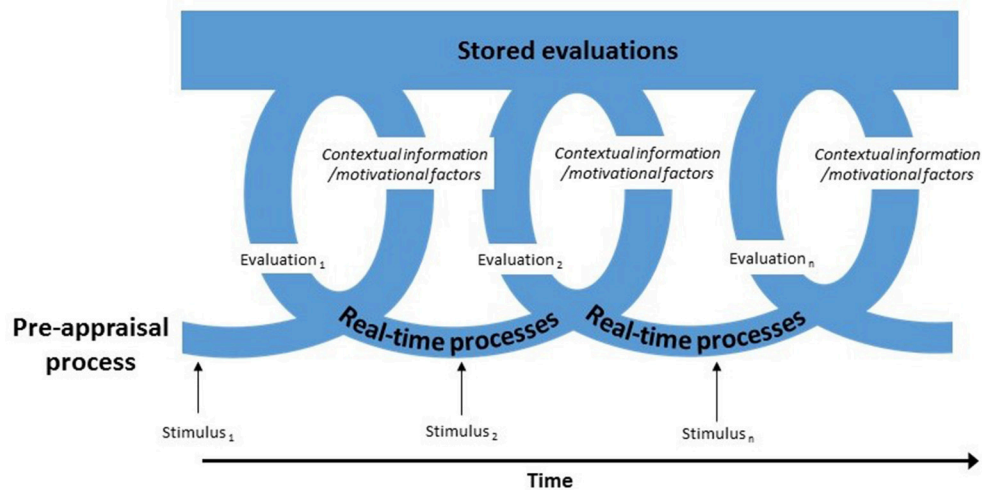 Stored evaluations
Contextual information
/motivational factors
Contextual information
/motivational factors
Contextual information
/motivational factors
Evaluation 1
Evaluation 2
Evaluation n
Pre-appraisal
process
Real-time processes
Real-time processes
Stimulus 1
Stimulus 2
Stimulus n
Time